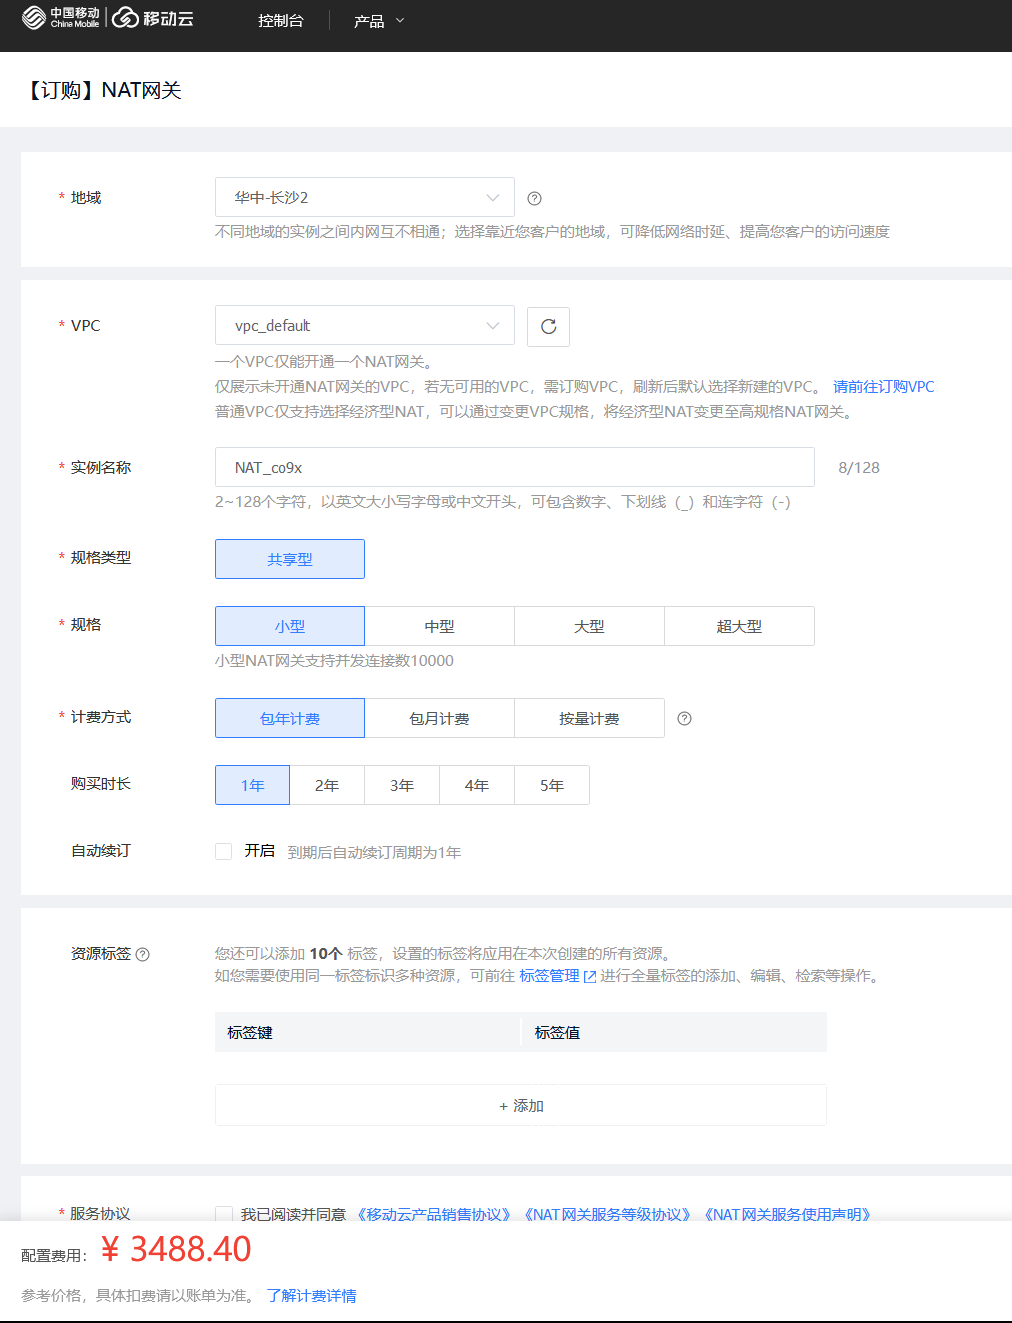 中国移动
China Mobile
移动云
控制台
产品
【订购】NAT网关
* 地域
华中-长沙2
不同地域的实例之间内网互不相通；选择靠近您客户的地域，可降低网络时延、提高您客户的访问速度
* VPC
vpc_default
一个VPC仅能开通一个NAT网关。
仅展示未开通NAT网关的VPC，若无可用的VPC，需订购VPC，刷新后默认选择新建的VPC。 请前往订购VPC
普通VPC仅支持选择经济型NAT，可以通过变更VPC规格，将经济型NAT变更至高规格NAT网关。
* 实例名称
NAT_co9x
8/128
2~128个字符，以英文大小写字母或中文开头，可包含数字、下划线（_）和连字符（-）
* 规格类型
共享型
* 规格
小型 中型 大型 超大型
小型NAT网关支持并发连接数10000
* 计费方式
包年计费 包月计费 按量计费
购买时长
1年 2年 3年 4年 5年
自动续订
开启 到期后自动续订周期为1年
资源标签
您还可以添加 10个 标签，设置的标签将应用在本次创建的所有资源。
如您需要使用同一标签标识多种资源，可前往 标签管理 进行全量标签的添加、编辑、检索等操作。
标签键 标签值
+ 添加
* 服务协议
我已阅读并同意 《移动云产品销售协议》 《NAT网关服务等级协议》 《NAT网关服务使用声明》
配置费用： ¥ 3488.40
参考价格，具体扣费请以账单为准。 了解计费详情